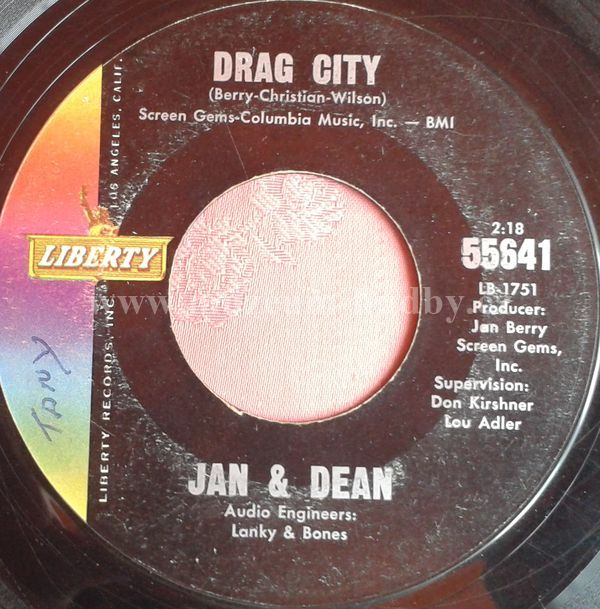 DRAG CITY
(Berry-Christian-Wilson)
Screen Gems-Columbia Music, Inc. — BMI
LIBERTY
LIBERTY RECORDS, INC. LOS ANGELES, CALIF.
TONY
2:18
55641
LB-1751
Producer:
Jan Berry
Screen Gems,
Inc.
Supervision:
Don Kirshner
Lou Adler
JAN & DEAN
Audio Engineers:
Lanky & Bones